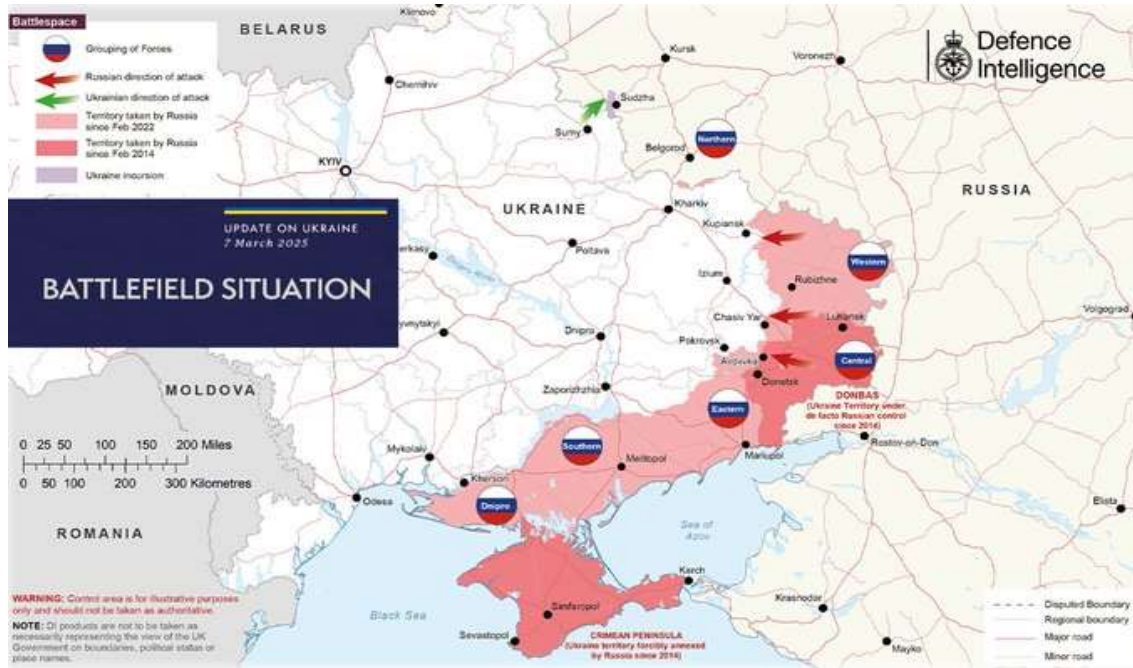 Battlespace
Grouping of Forces
Russian direction of attack
Ukrainian direction of attack
Territory taken by Russia
since Feb 2022
Territory taken by Russia
since Feb 2014
Ukraine incursion
UPDATE ON UKRAINE
7 March 2025
BATTLEFIELD SITUATION
Defence
Intelligence
BELARUS
Klimovo
Chernihiv
KYIV
Kursk
Voronezh
Sudzha
Sumy
Northern
Belgorod
RUSSIA
UKRAINE
Kharkiv
Kupiansk
erkasy
Poltava
Western
Izium
Rubizhne
Volgograd
yvnytskyi
Chasiv Yar
Luhansk
Dnipro
Pokrovsk
Avdiivka
Central
Donetsk
MOLDOVA
Zaporizhzhia
Eastern
DONBAS
(Ukraine Territory under
de facto Russian control
since 2014)
Rostov-on-Don
Southern
Mariupol
0 25 50 100 150 200 Miles
0 50 100 200 300 Kilometres
Mykolaiv
Melitopol
Kherson
Odesa
Dnipro
Elista
ROMANIA
Sea of
Azov
Kerch
Krasnodar
Black Sea
Simferopol
Sevastopol
CRIMEAN PENINSULA
(Ukraine territory forcibly annexed
by Russia since 2014)
Mayko
WARNING: Control area is for illustrative purposes
only and should not be taken as authoritative.
NOTE: DI products are not to be taken as
necessarily representing the view of the UK
Government on boundaries, political status or
place names.
Disputed Boundary
Regional boundary
Major road
Minor road